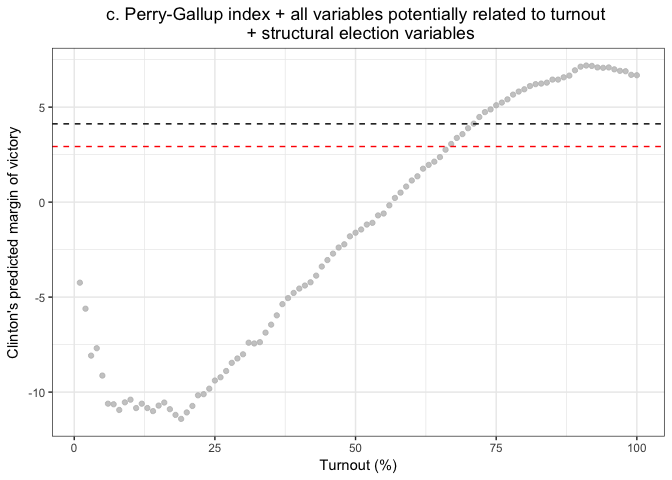 c. Perry-Gallup index + all variables potentially related to turnout
+ structural election variables
Clinton's predicted margin of victory
5
0
-5
-10
0 25 50 75 100
Turnout (%)